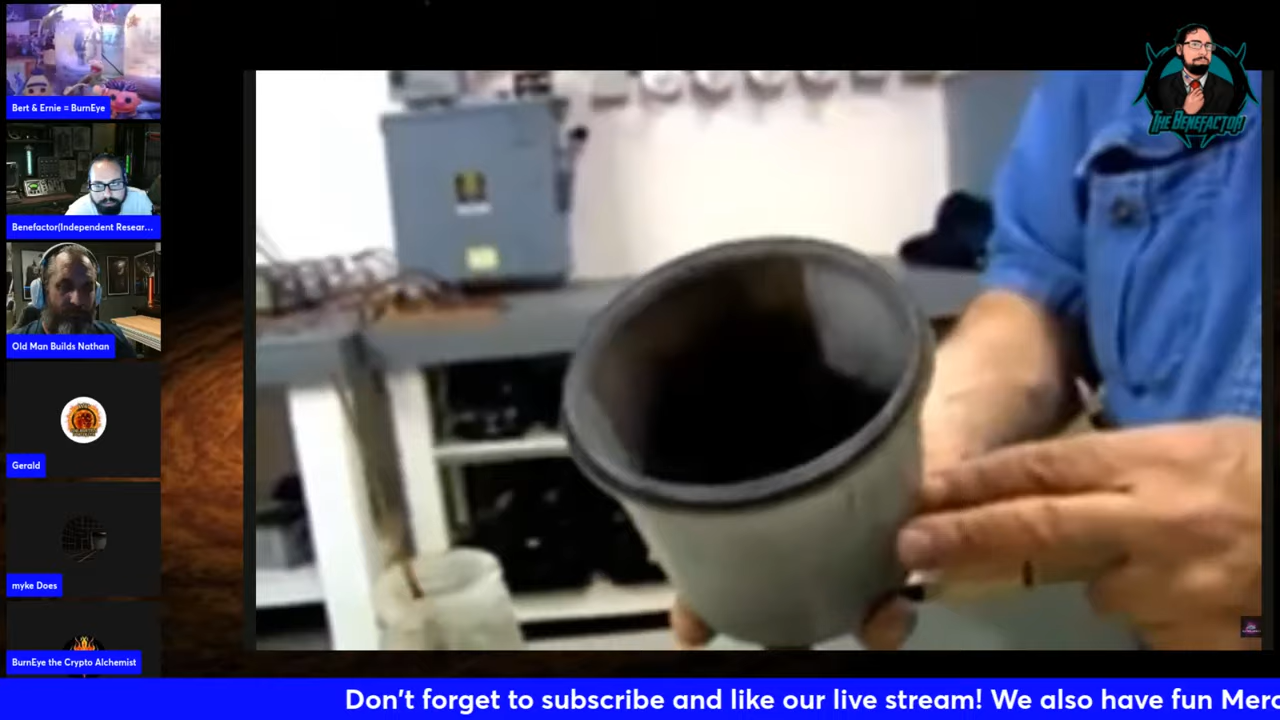 Bert & Ernie = BurnEye
THE BENEFACTOR
Benefactor(Independent Resear...
Old Man Builds Nathan
Gerald
myke Does
BurnEye the Crypto Alchemist
Don't forget to subscribe and like our live stream! We also have fun Merc